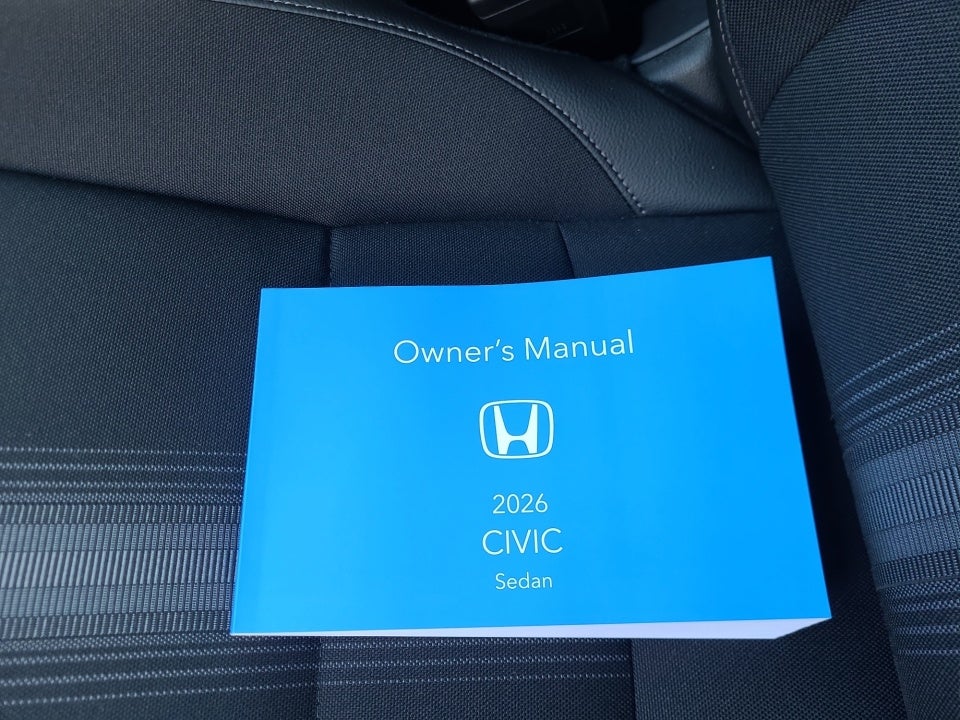 Owner's Manual
2026
CIVIC
Sedan